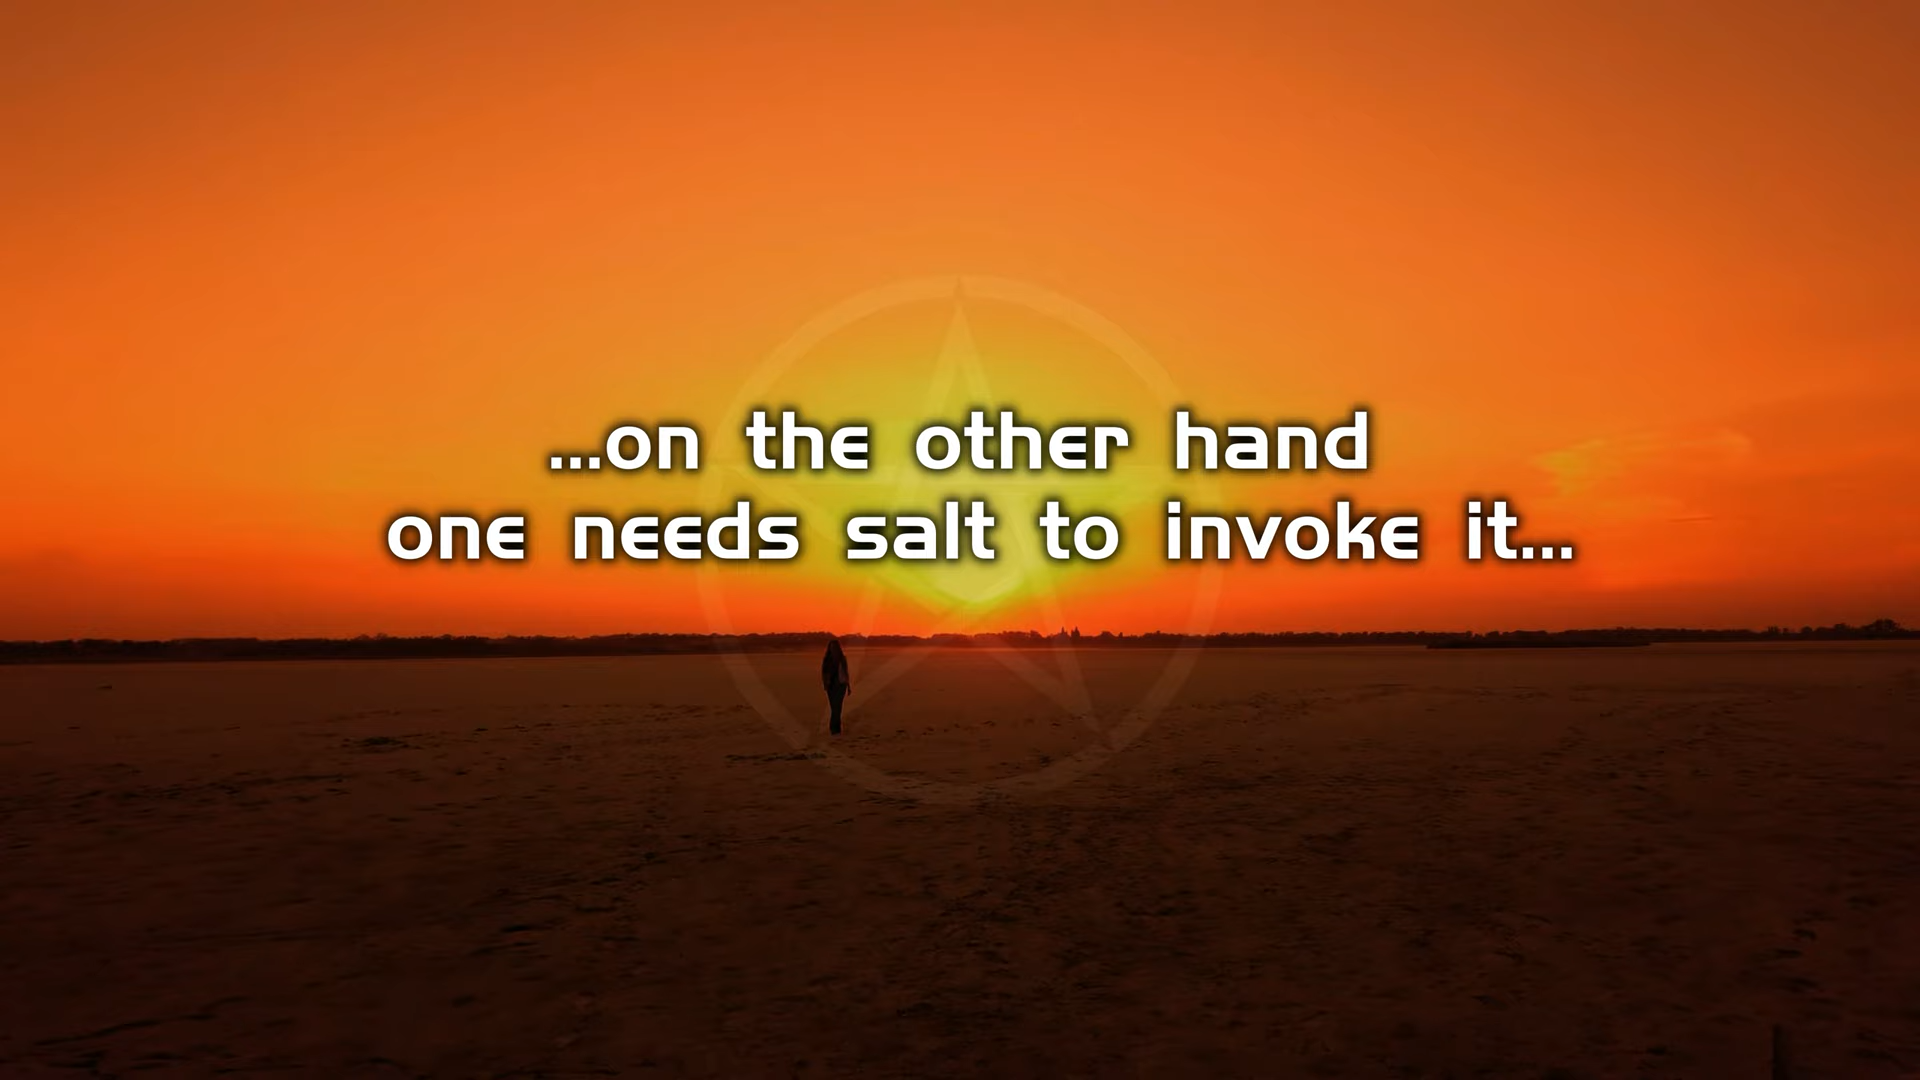 ...on the other hand
one needs salt to invoke it...